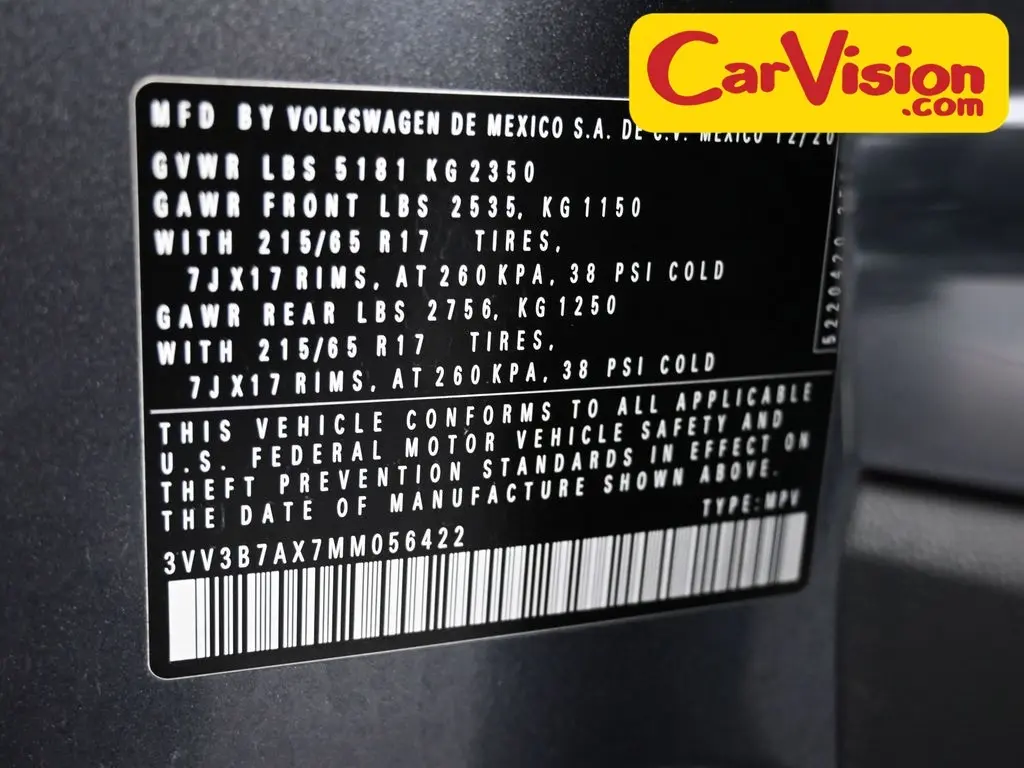 CarVision
.com
MFD BY VOLKSWAGEN DE MEXICO S.A. DE C.V. MEXICO 12/20
GVWR LBS 5181 KG 2350
GAWR FRONT LBS 2535, KG 1150
WITH 215/65 R17 TIRES,
7JX17 RIMS, AT 260 KPA, 38 PSI COLD
GAWR REAR LBS 2756, KG 1250
WITH 215/65 R17 TIRES,
7JX17 RIMS, AT 260 KPA, 38 PSI COLD
THIS VEHICLE CONFORMS TO ALL APPLICABLE
U.S. FEDERAL MOTOR VEHICLE SAFETY AND
THEFT PREVENTION STANDARDS IN EFFECT ON
THE DATE OF MANUFACTURE SHOWN ABOVE.
TYPE: MPV
3VV3B7AX7MM056422